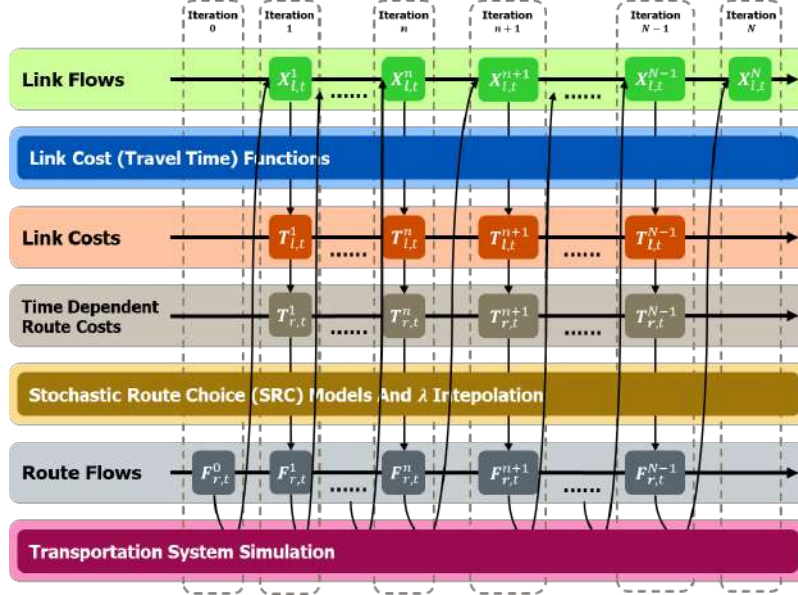 Iteration 0
Iteration 1
Iteration n
Iteration n + 1
Iteration N − 1
Iteration N
Link Flows
X^1_{l,t} ...... X^n_{l,t} X^{n+1}_{l,t} ...... X^{N−1}_{l,t} X^N_{l,t}
Link Cost (Travel Time) Functions
Link Costs
T^1_{l,t} ...... T^n_{l,t} T^{n+1}_{l,t} ...... T^{N−1}_{l,t}
Time Dependent
Route Costs
T^1_{r,t} ...... T^n_{r,t} T^{n+1}_{r,t} ...... T^{N−1}_{r,t}
Stochastic Route Choice (SRC) Models And λ Intepolation
Route Flows
F^0_{r,t} F^1_{r,t} ...... F^n_{r,t} F^{n+1}_{r,t} ...... F^{N−1}_{r,t}
Transportation System Simulation